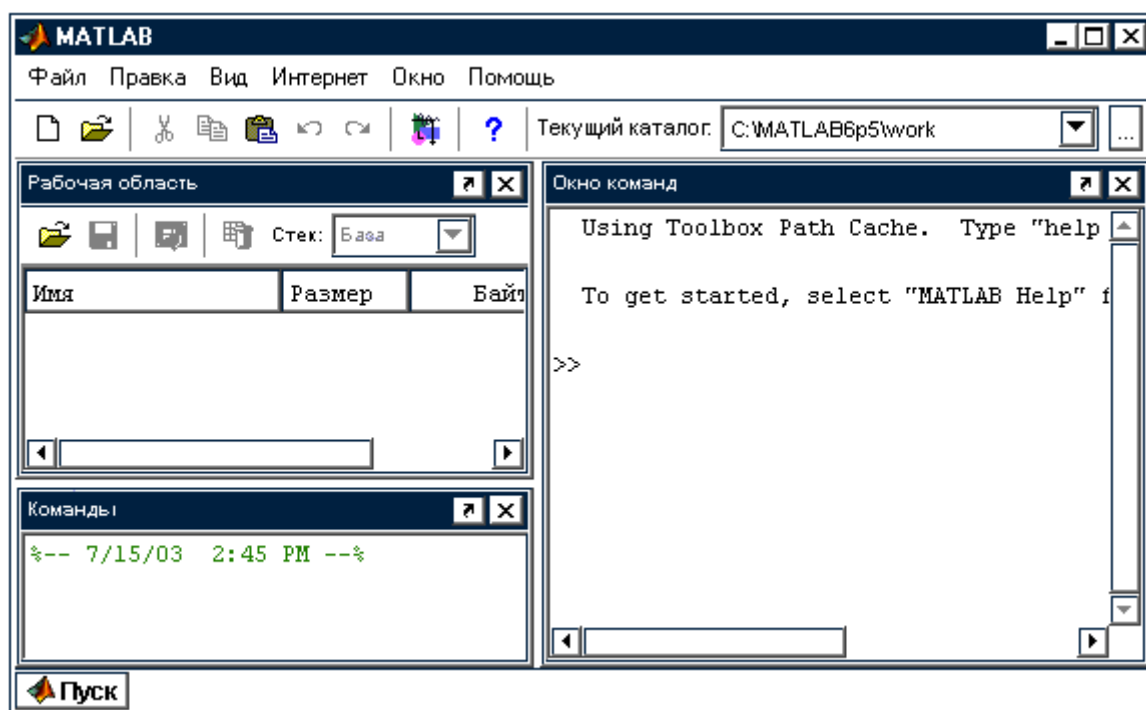 MATLAB
Файл Правка Вид Интернет Окно Помощь
? Текущий каталог: C:\MATLAB6p5\work ...
Рабочая область
Стек: База
Имя Размер Байт
Команды
%-- 7/15/03 2:45 PM --%
Окно команд
Using Toolbox Path Cache. Type "help
To get started, select "MATLAB Help" f
>>
Пуск